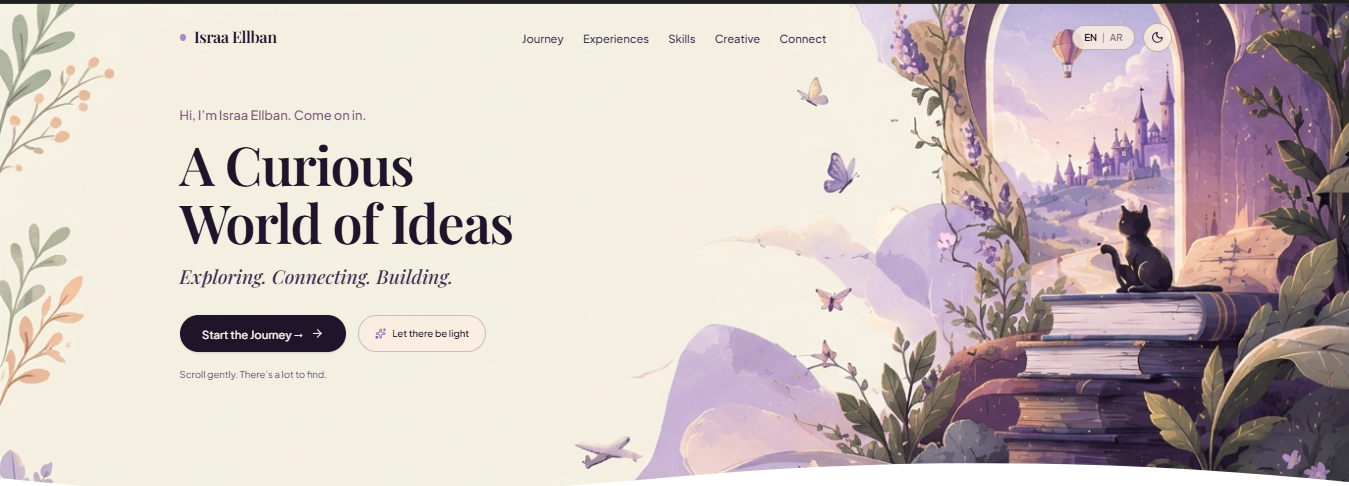 Israa Ellban
Journey Experiences Skills Creative Connect
EN | AR
Hi, I'm Israa Ellban. Come on in.
A Curious
World of Ideas
Exploring. Connecting. Building.
Start the Journey→ →
Let there be light
Scroll gently. There's a lot to find.